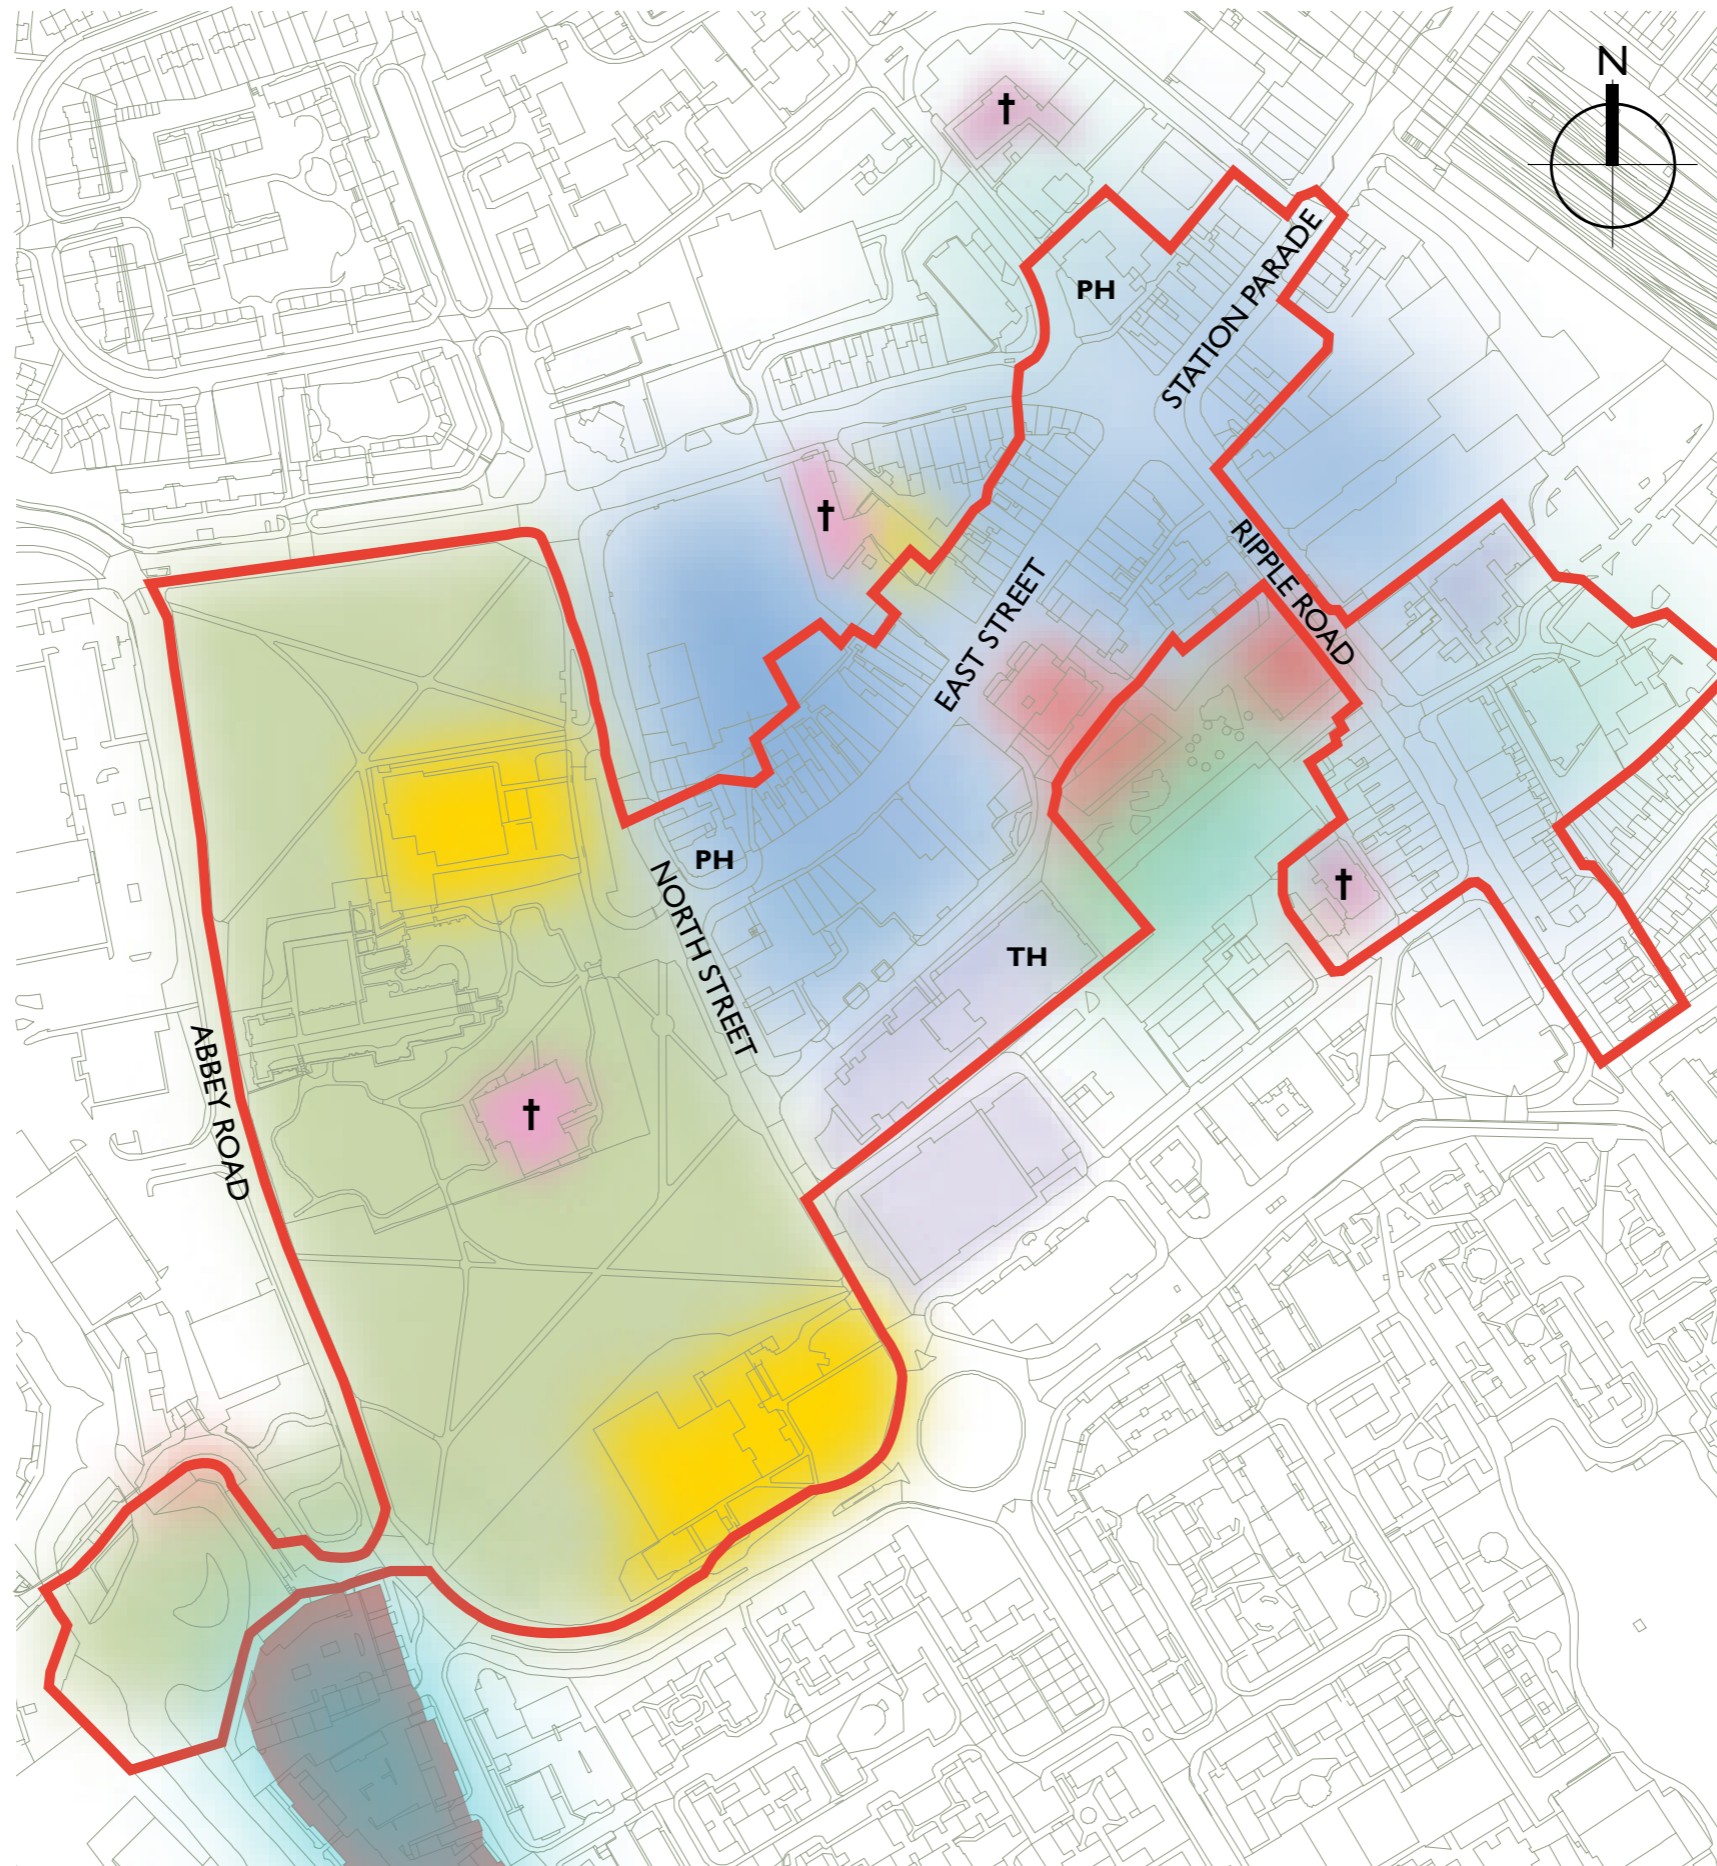 N
†
PH
STATION PARADE
†
RIPPLE ROAD
EAST STREET
PH
NORTH STREET
†
TH
ABBEY ROAD
†